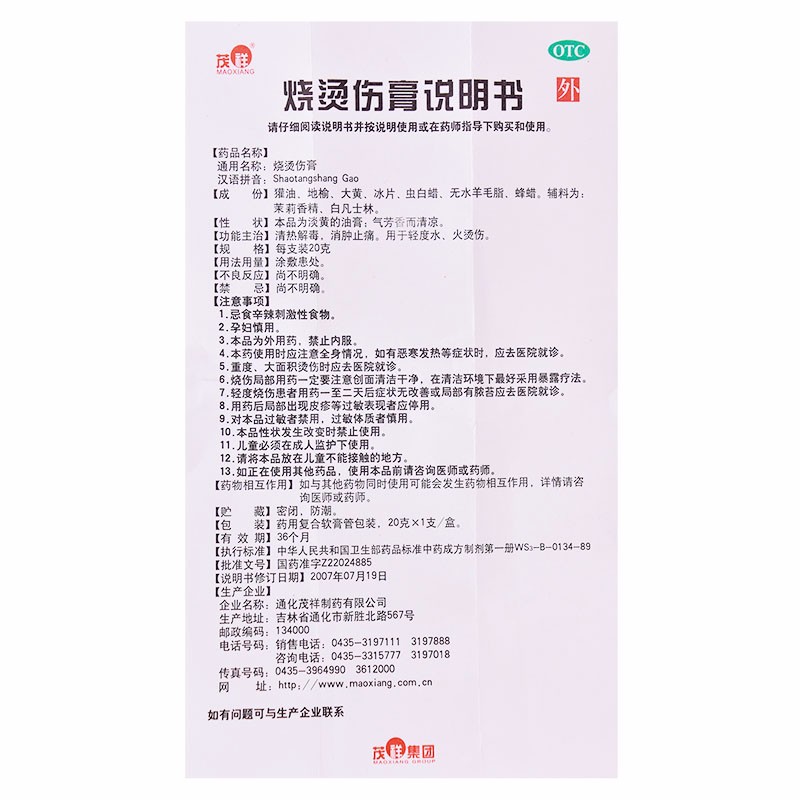 茂祥®
MAOXIANG
OTC
外
烧烫伤膏说明书
请仔细阅读说明书并按说明使用或在药师指导下购买和使用。
【药品名称】
通用名称：烧烫伤膏
汉语拼音：Shaotangshang Gao
【成　份】獾油、地榆、大黄、冰片、虫白蜡、无水羊毛脂、蜂蜡。辅料为：
茉莉香精、白凡士林。
【性　状】本品为淡黄的油膏；气芳香而清凉。
【功能主治】清热解毒，消肿止痛。用于轻度水、火烫伤。
【规　格】每支装20克
【用法用量】涂敷患处。
【不良反应】尚不明确。
【禁　忌】尚不明确。
【注意事项】
1.忌食辛辣刺激性食物。
2.孕妇慎用。
3.本品为外用药，禁止内服。
4.本药使用时应注意全身情况，如有恶寒发热等症状时，应去医院就诊。
5.重度、大面积烫伤时应去医院就诊。
6.烧伤局部用药一定要注意创面清洁干净，在清洁环境下最好采用暴露疗法。
7.轻度烧伤患者用药一至二天后症状无改善或局部有脓苔应去医院就诊。
8.用药后局部出现皮疹等过敏表现者应停用。
9.对本品过敏者禁用，过敏体质者慎用。
10.本品性状发生改变时禁止使用。
11.儿童必须在成人监护下使用。
12.请将本品放在儿童不能接触的地方。
13.如正在使用其他药品，使用本品前请咨询医师或药师。
【药物相互作用】如与其他药物同时使用可能会发生药物相互作用，详情请咨
询医师或药师。
【贮　藏】密闭，防潮。
【包　装】药用复合软膏管包装，20克×1支/盒。
【有 效 期】36个月
【执行标准】中华人民共和国卫生部药品标准中药成方制剂第一册WS₃-B-0134-89
【批准文号】国药准字Z22024885
【说明书修订日期】2007年07月19日
【生产企业】
企业名称：通化茂祥制药有限公司
生产地址：吉林省通化市新胜北路567号
邮政编码：134000
电话号码：销售电话：0435-3197111　3197888
咨询电话：0435-3315777　3197018
传真号码：0435-3964990　3612000
网　址：http://www.maoxiang.com.cn
如有问题可与生产企业联系
茂祥集团
MAOXIANG GROUP